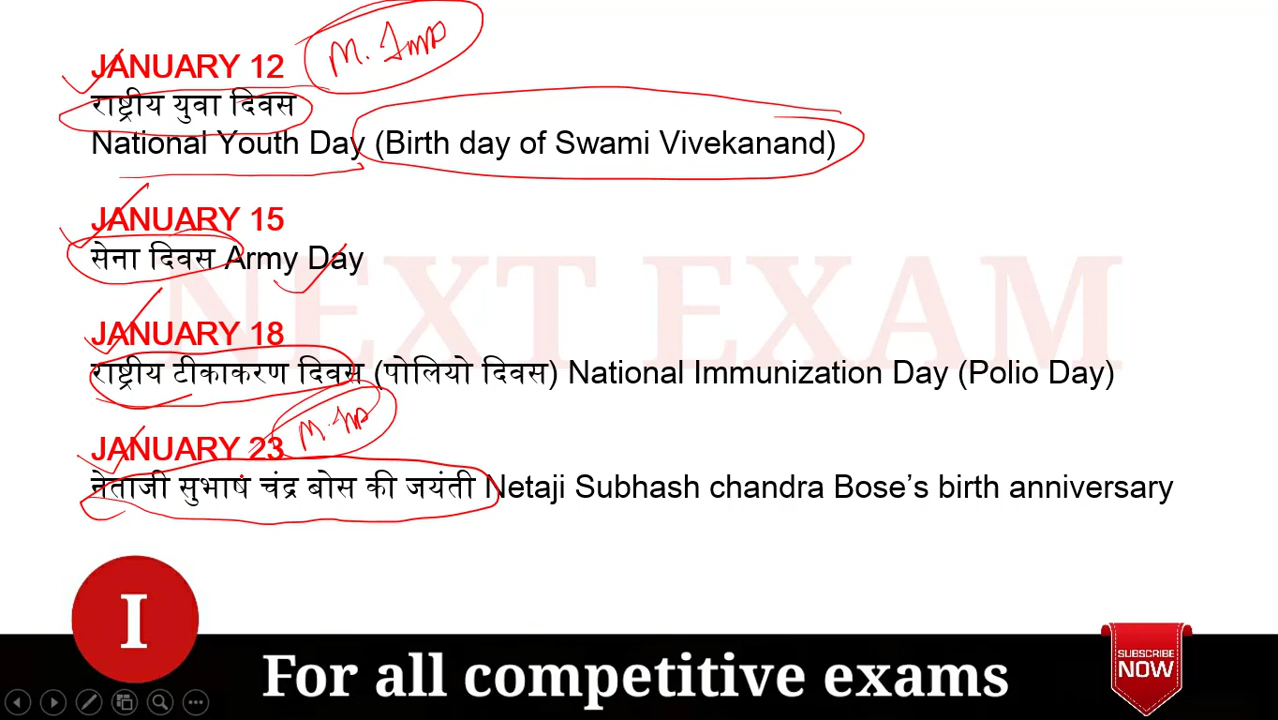 M. Imp
JANUARY 12
राष्ट्रीय युवा दिवस
National Youth Day (Birth day of Swami Vivekanand)
JANUARY 15
सेना दिवस Army Day
NEXT EXAM
JANUARY 18
राष्ट्रीय टीकाकरण दिवस (पोलियो दिवस) National Immunization Day (Polio Day)
M. Imp
JANUARY 23
नेताजी सुभाषं चंद्र बोस की जयंती Netaji Subhash chandra Bose’s birth anniversary
I
For all competitive exams
SUBSCRIBE
NOW